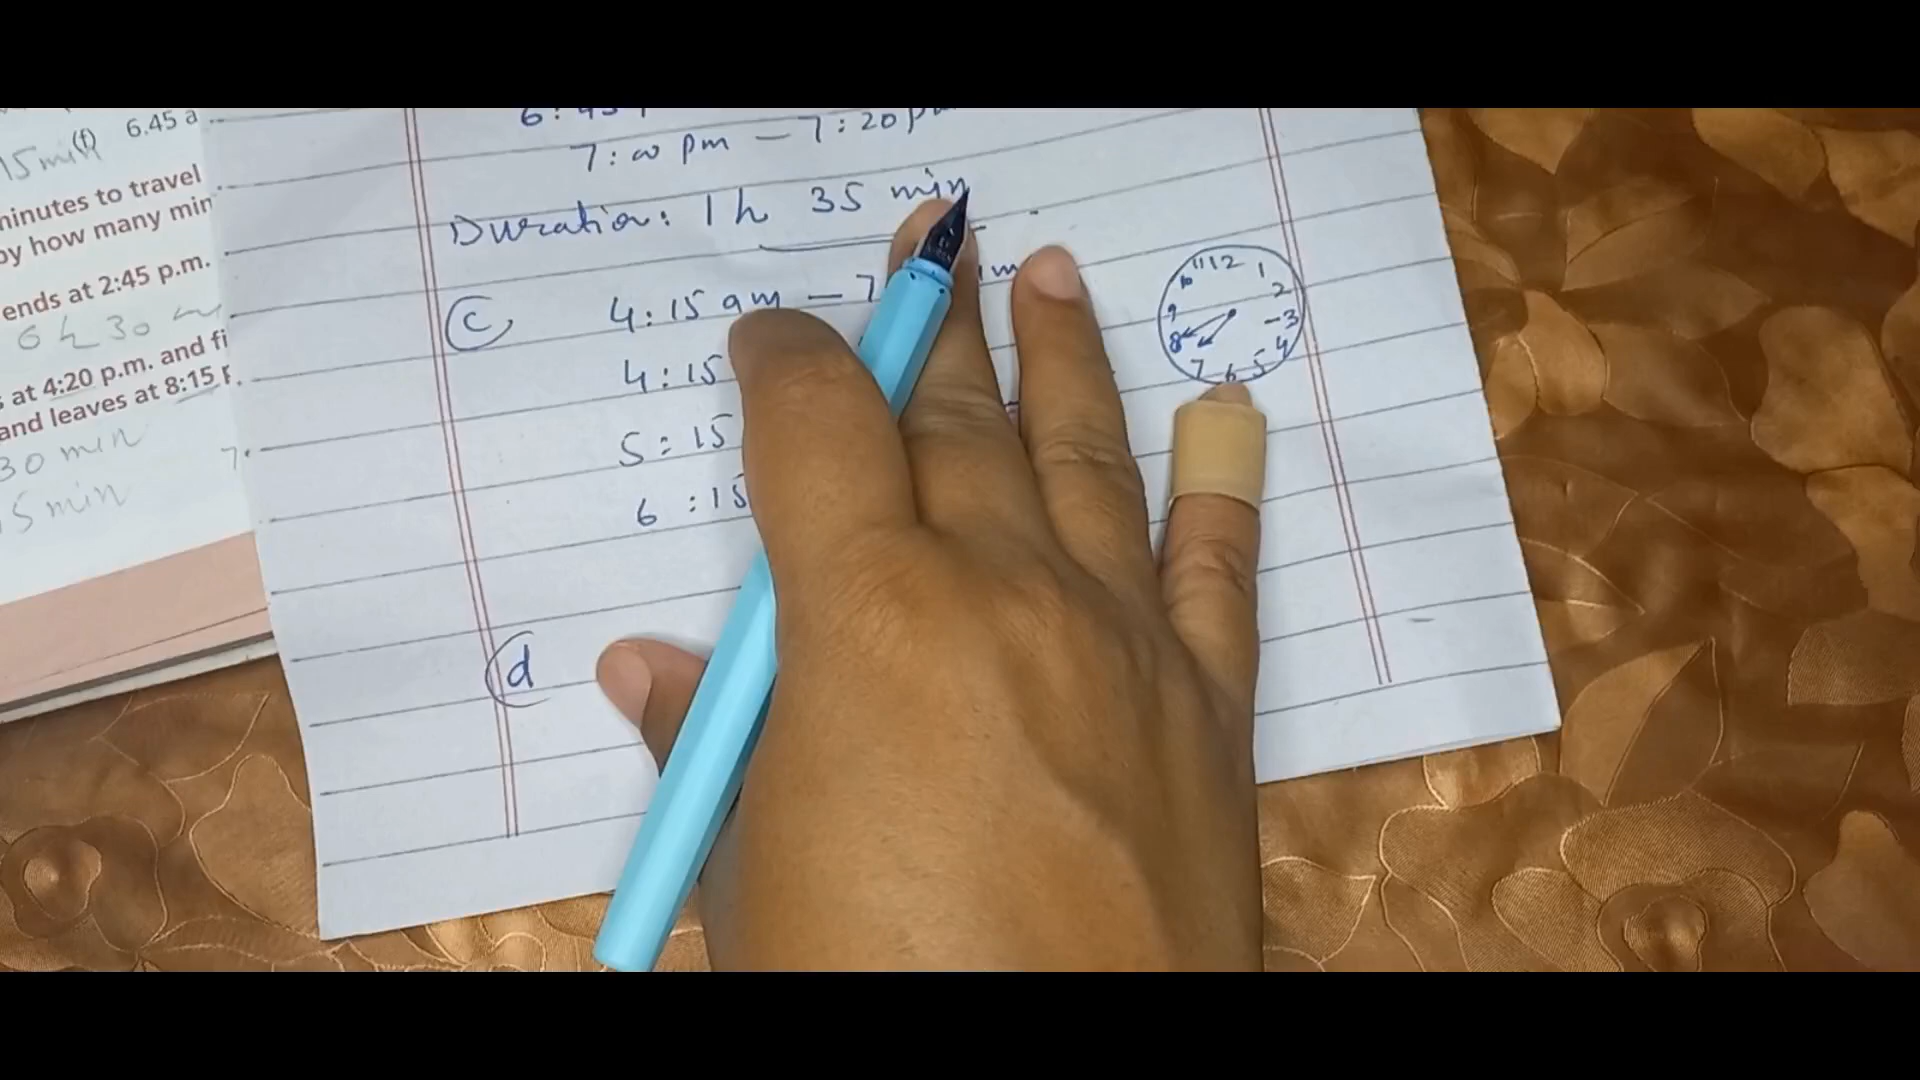 (f) 6.45 a
15 min
minutes to travel
by how many min
ends at 2:45 p.m.
6 h 30
at 4:20 p.m. and fi
and leaves at 8:15
30 min
5 min
7.
7:00 pm – 7:20 p
Duration: 1 h 35 min
(c) 4:15 am – 7
4:15
5:15
6:15
(d)
11 12 1
10 2
9 3
8 4
7 6 5